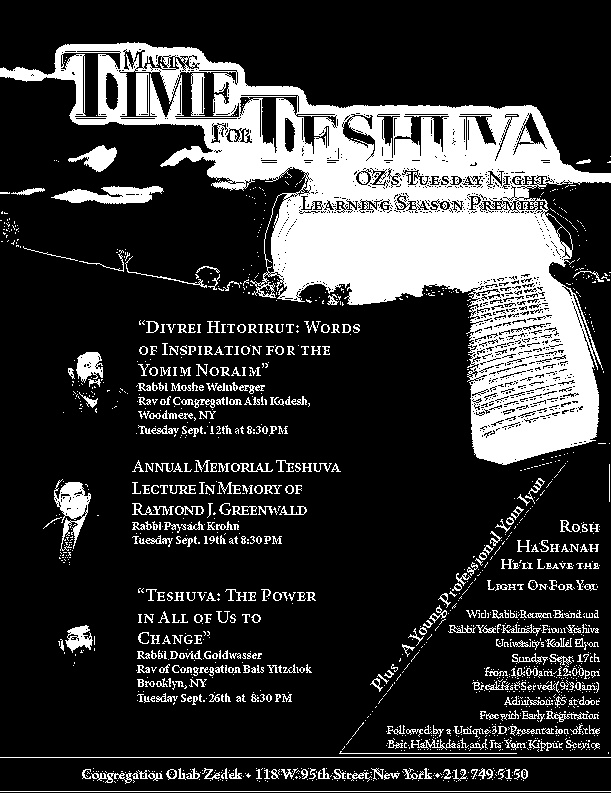 Making
Time
For Teshuva
OZ's Tuesday Night
Learning Season Premier
"Divrei Hitorirut: Words
of Inspiration for the
Yomim Noraim"
Rabbi Moshe Weinberger
Rav of Congregation Aish Kodesh,
Woodmere, NY
Tuesday Sept. 12th at 8:30 PM
Annual Memorial Teshuva
Lecture In Memory of
Raymond J. Greenwald
Rabbi Paysach Krohn
Tuesday Sept. 19th at 8:30 PM
"Teshuva: The Power
in All of Us to
Change"
Rabbi Dovid Goldwasser
Rav of Congregation Bais Yitzchok
Brooklyn, NY
Tuesday Sept. 26th at 8:30 PM
Plus - A Young Professional Yom Iyun
Rosh
HaShanah
He'll Leave the
Light On For You
With Rabbi Reuven Brand and
Rabbi Yosef Kalinsky From Yeshiva
University's Kollel Elyon
Sunday Sept. 17th
from 10:00am-12:00pm
Breakfast Served (9:30am)
Admission: $5 at door
Free with Early Registration
Followed by a Unique 3D Presentation of the
Beit HaMikdash and Its Yom Kippur Service
Congregation Ohab Zedek • 118 W. 95th Street New York • 212 749 5150